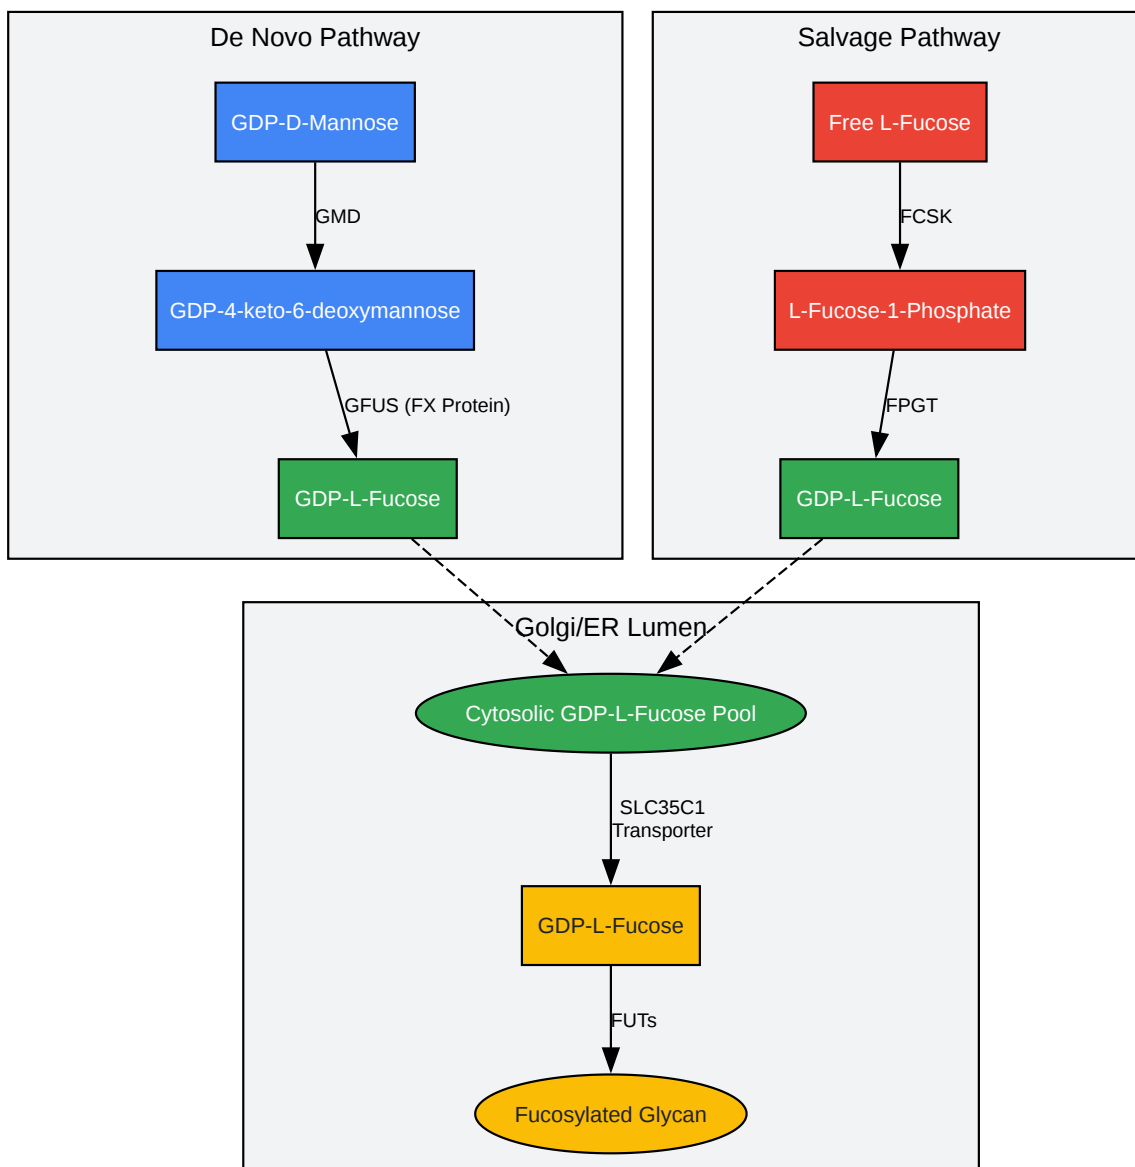 De Novo Pathway
GDP-D-Mannose
GMD
GDP-4-keto-6-deoxymannose
GFUS (FX Protein)
GDP-L-Fucose
Salvage Pathway
Free L-Fucose
FCSK
L-Fucose-1-Phosphate
FPGT
GDP-L-Fucose
Golgi/ER Lumen
Cytosolic GDP-L-Fucose Pool
SLC35C1
Transporter
GDP-L-Fucose
FUTs
Fucosylated Glycan